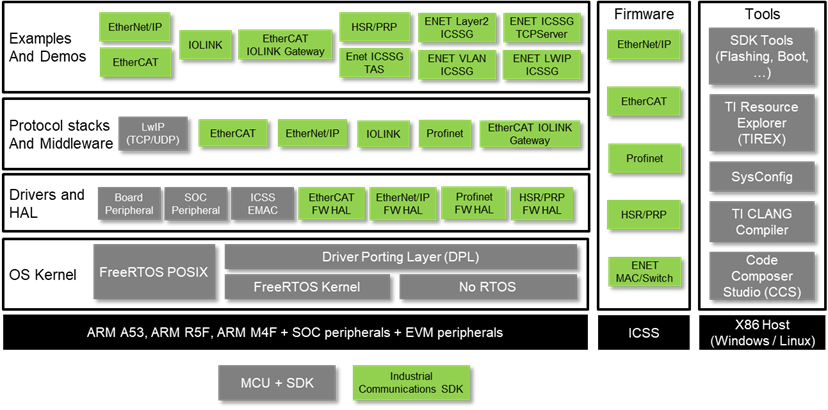 Examples
And Demos
EtherNet/IP
EtherCAT
IOLINK
EtherCAT
IOLINK Gateway
HSR/PRP
Enet ICSSG
TAS
ENET Layer2
ICSSG
ENET VLAN
ICSSG
ENET ICSSG
TCPServer
ENET LWIP
ICSSG
Protocol stacks
And Middleware
LwIP
(TCP/UDP)
EtherCAT
EtherNet/IP
IOLINK
Profinet
EtherCAT IOLINK
Gateway
Drivers and
HAL
Board
Peripheral
SOC
Peripheral
ICSS
EMAC
EtherCAT
FW HAL
EtherNet/IP
FW HAL
Profinet
FW HAL
HSR/PRP
FW HAL
OS Kernel
FreeRTOS POSIX
Driver Porting Layer (DPL)
FreeRTOS Kernel
No RTOS
ARM A53, ARM R5F, ARM M4F + SOC peripherals + EVM peripherals
Firmware
EtherNet/IP
EtherCAT
Profinet
HSR/PRP
ENET
MAC/Switch
ICSS
Tools
SDK Tools
(Flashing, Boot,
…)
TI Resource
Explorer
(TIREX)
SysConfig
TI CLANG
Compiler
Code
Composer
Studio (CCS)
X86 Host
(Windows / Linux)
MCU + SDK
Industrial
Communications SDK